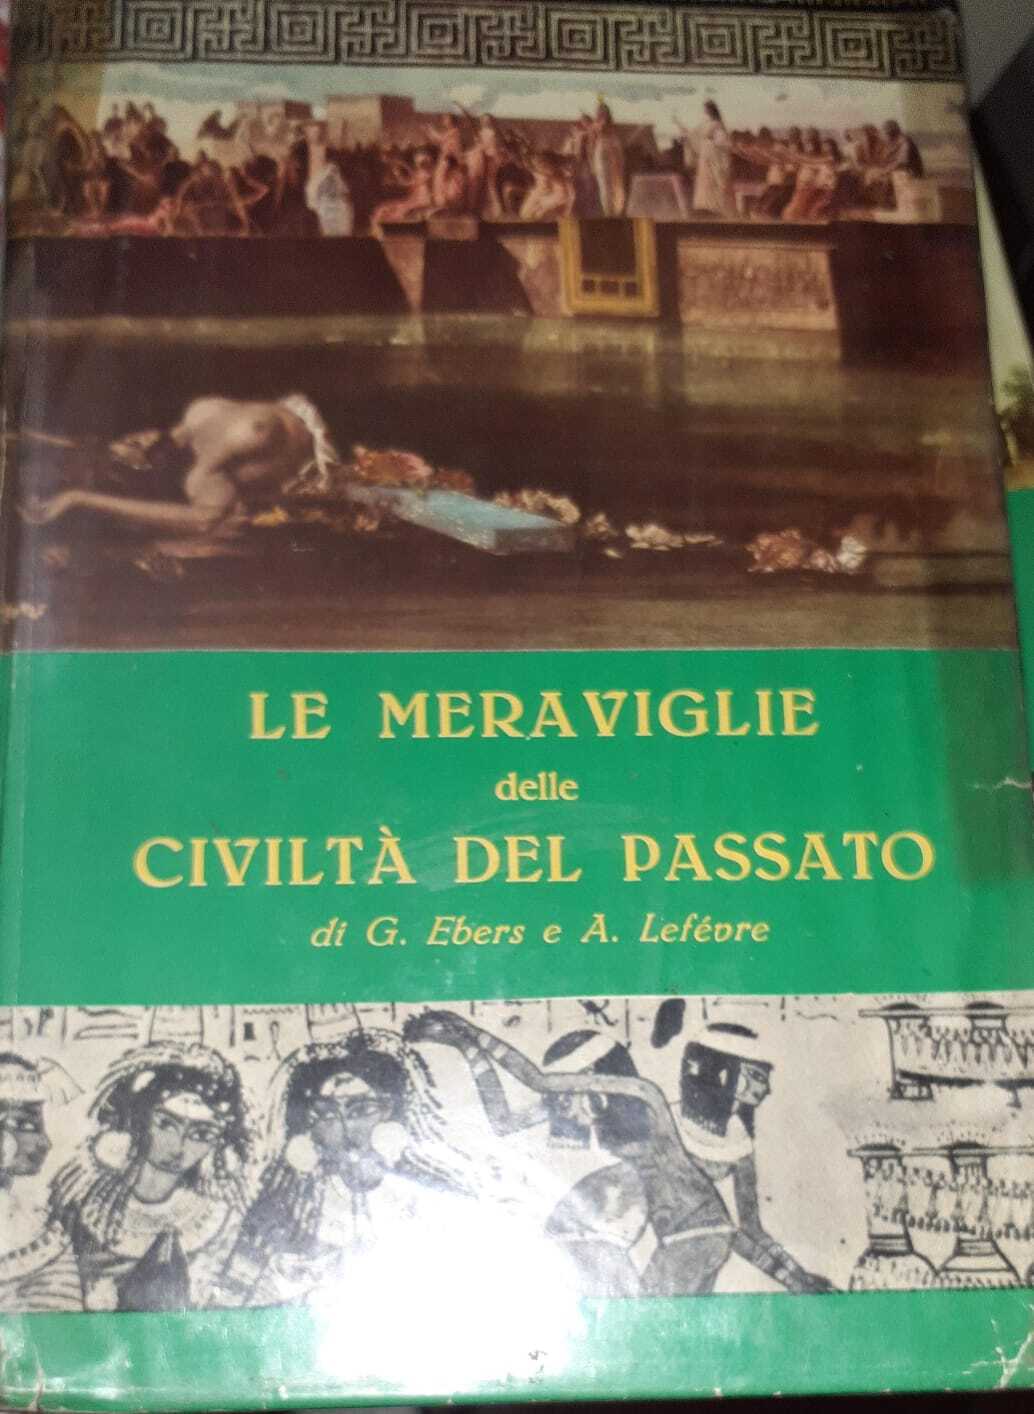 LE MERAVIGLIE
delle
CIVILTÀ DEL PASSATO
di G. Ebers e A. Lefévre